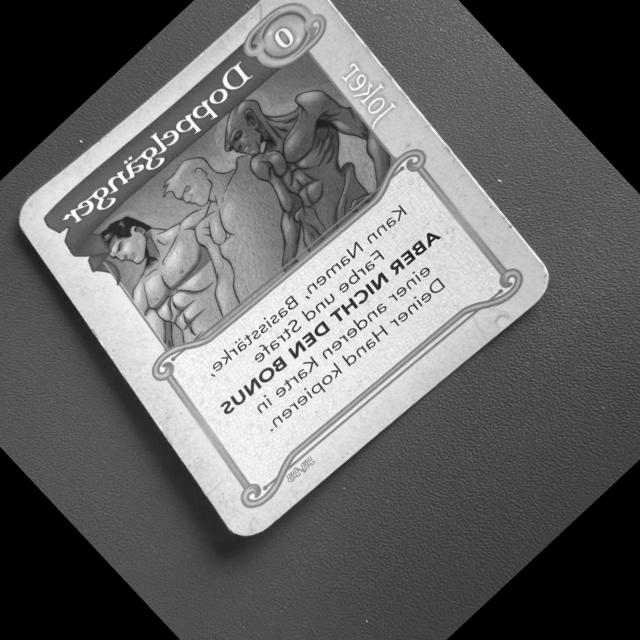 0
Doppelgänger
Joker
Kann Namen, Basisstärke,
Farbe und Strafe
ABER NICHT DEN BONUS
einer anderen Karte in
Deiner Hand kopieren.